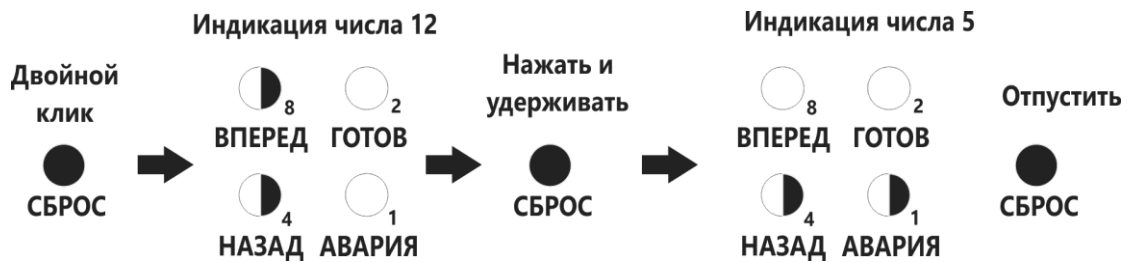 Индикация числа 12
Индикация числа 5
Двойной
клик
Нажать и
удерживать
Отпустить
8
2
ВПЕРЕД ГОТОВ
8
2
ВПЕРЕД ГОТОВ
СБРОС
4
1
НАЗАД АВАРИЯ
СБРОС
4
1
НАЗАД АВАРИЯ
СБРОС